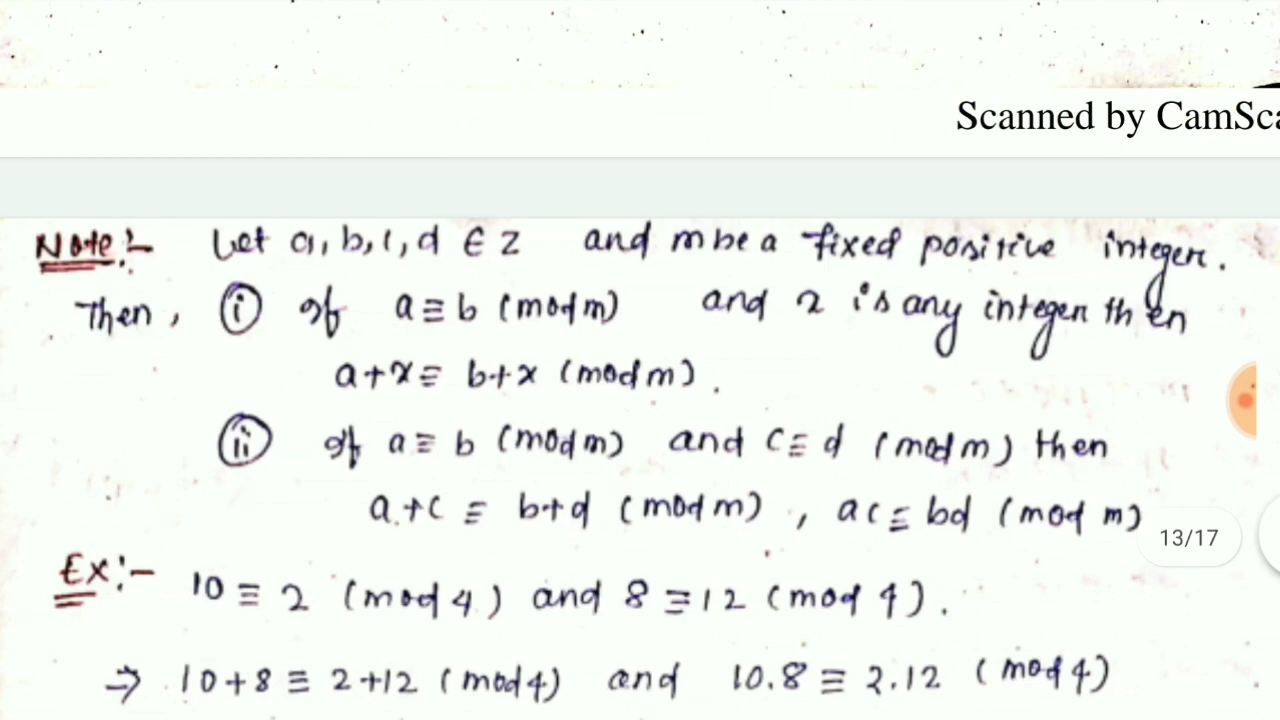 Scanned by CamSca
Note:- Let a, b, c, d ∈ Z and m be a fixed positive integer.
Then, (i) If a ≡ b (mod m) and x is any integer then
a+x ≡ b+x (mod m).
(ii) If a ≡ b (mod m) and c ≡ d (mod m) then
a+c ≡ b+d (mod m), ac ≡ bd (mod m)
13/17
Ex:- 10 ≡ 2 (mod 4) and 8 ≡ 12 (mod 4).
⇒ 10+8 ≡ 2+12 (mod 4) and 10.8 ≡ 2.12 (mod 4)